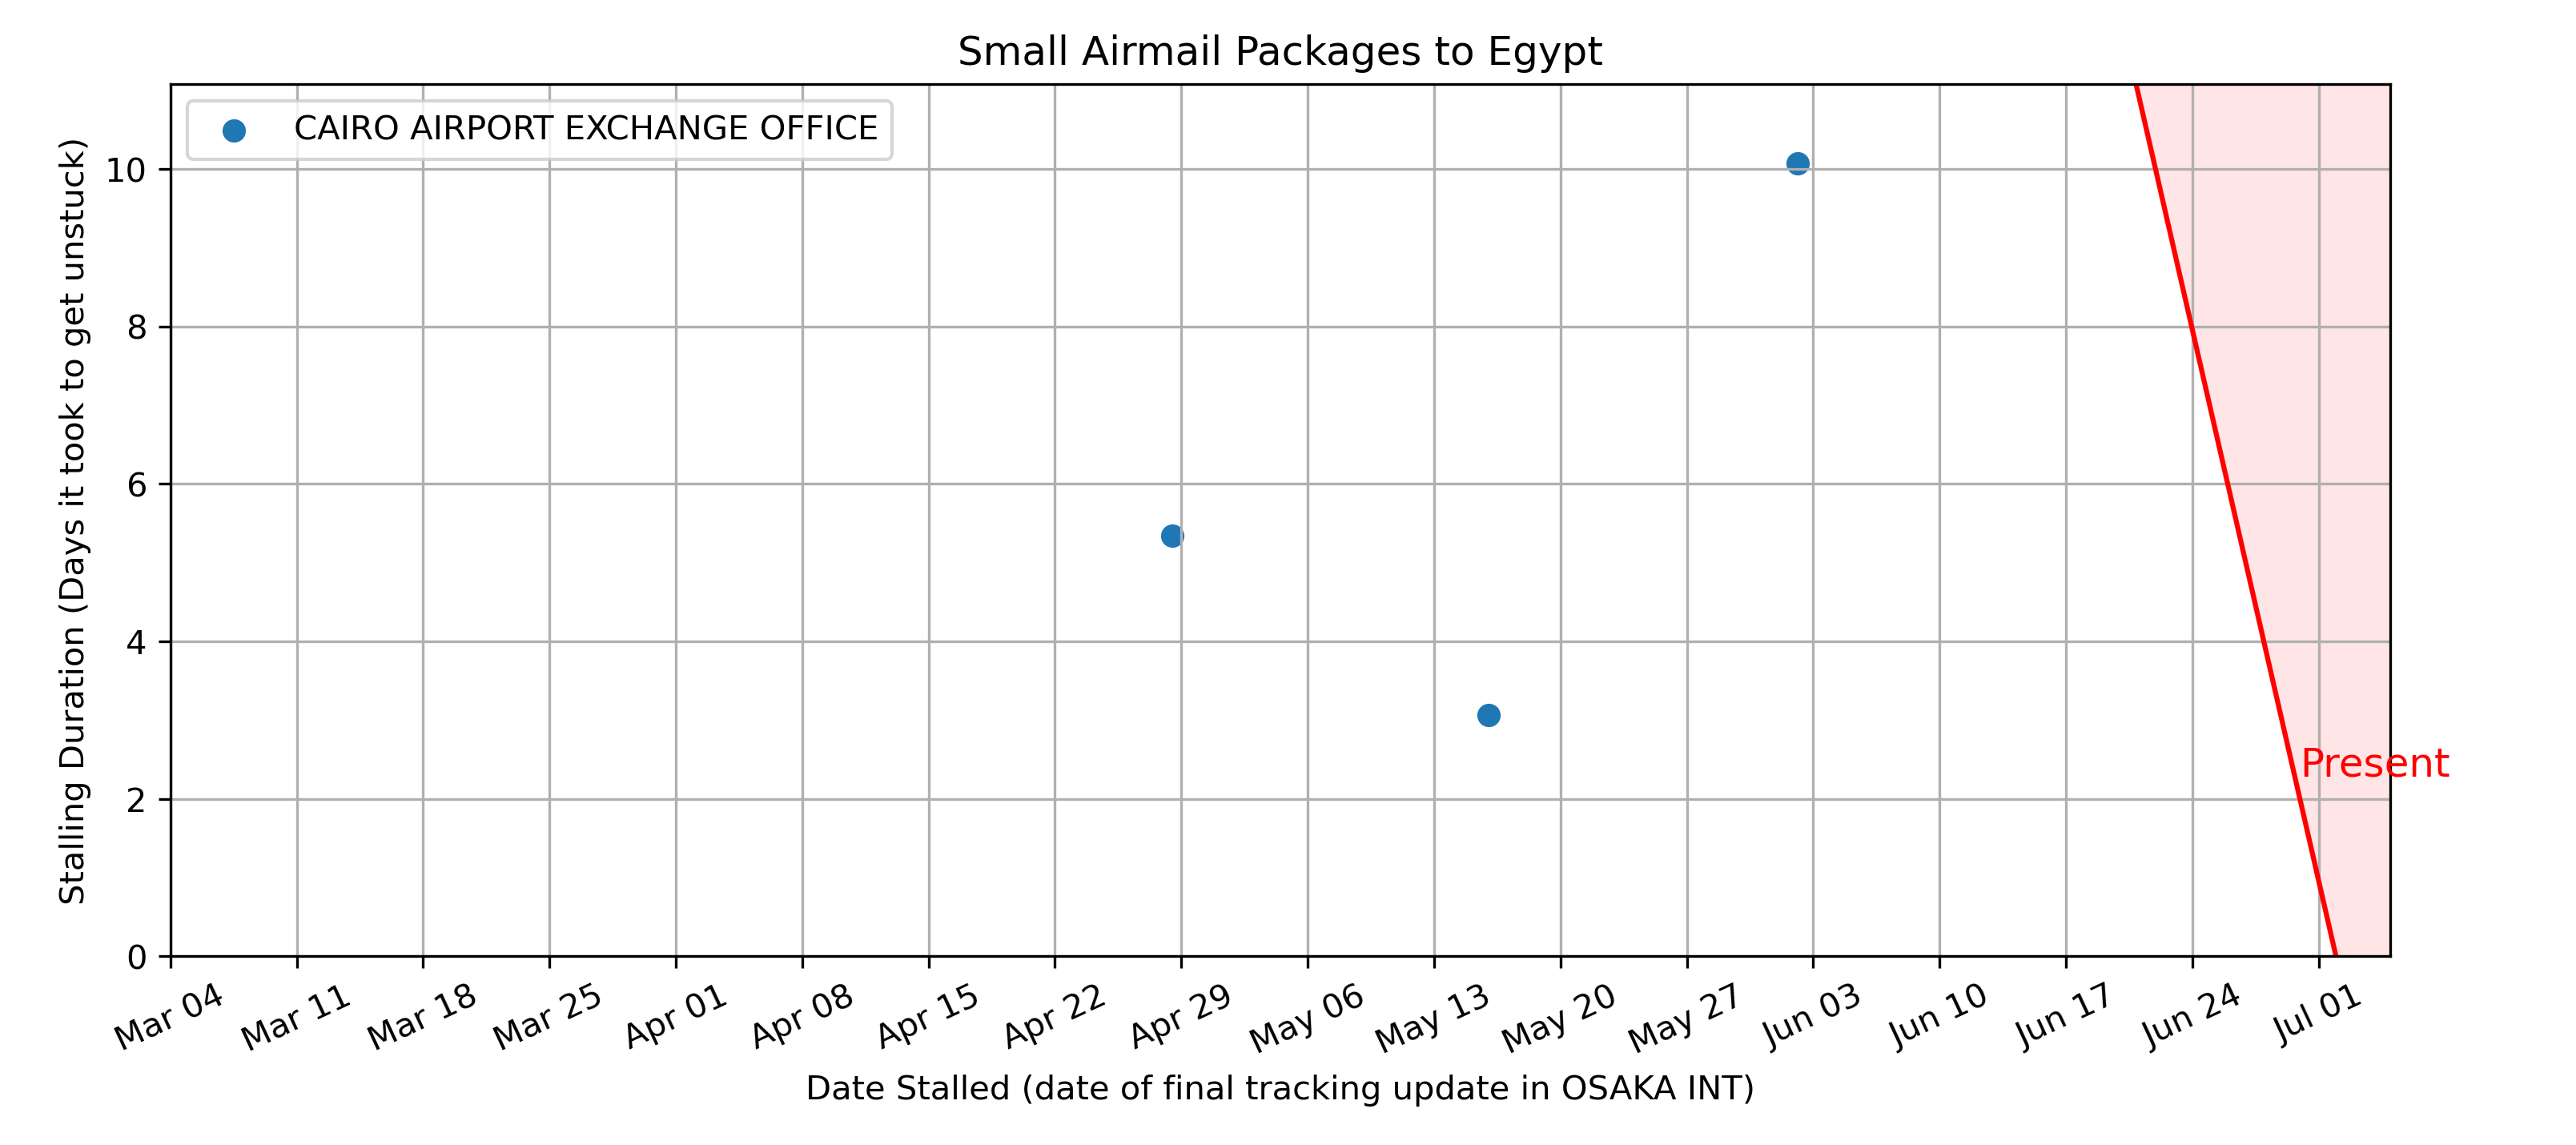 Small Airmail Packages to Egypt
CAIRO AIRPORT EXCHANGE OFFICE
Stalling Duration (Days it took to get unstuck)
10
8
6
4
2
0
Present
Mar 04
Mar 11
Mar 18
Mar 25
Apr 01
Apr 08
Apr 15
Apr 22
Apr 29
May 06
May 13
May 20
May 27
Jun 03
Jun 10
Jun 17
Jun 24
Jul 01
Date Stalled (date of final tracking update in OSAKA INT)